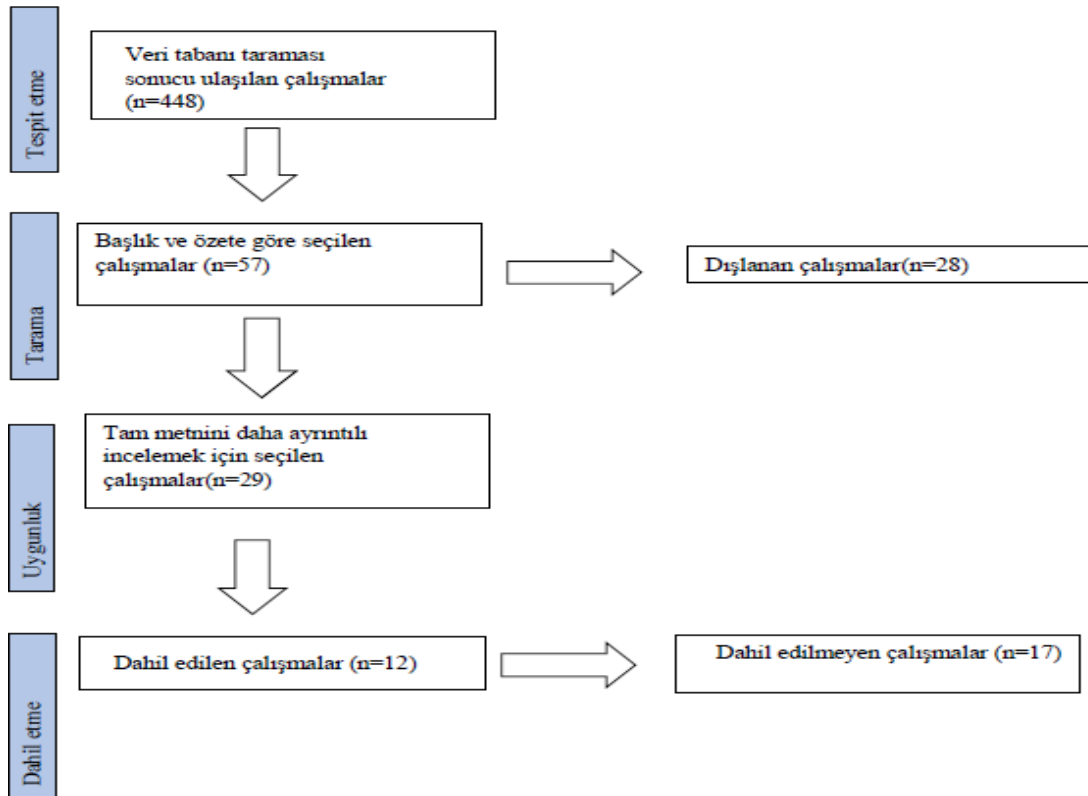 Tespit etme
Veri tabanı taraması
sonucu ulaşılan çalışmalar
(n=448)
Tarama
Başlık ve özete göre seçilen
çalışmalar (n=57)
Dışlanan çalışmalar(n=28)
Uygunluk
Tam metnini daha ayrıntılı
incelemek için seçilen
çalışmalar(n=29)
Dahil etme
Dahil edilen çalışmalar (n=12)
Dahil edilmeyen çalışmalar (n=17)